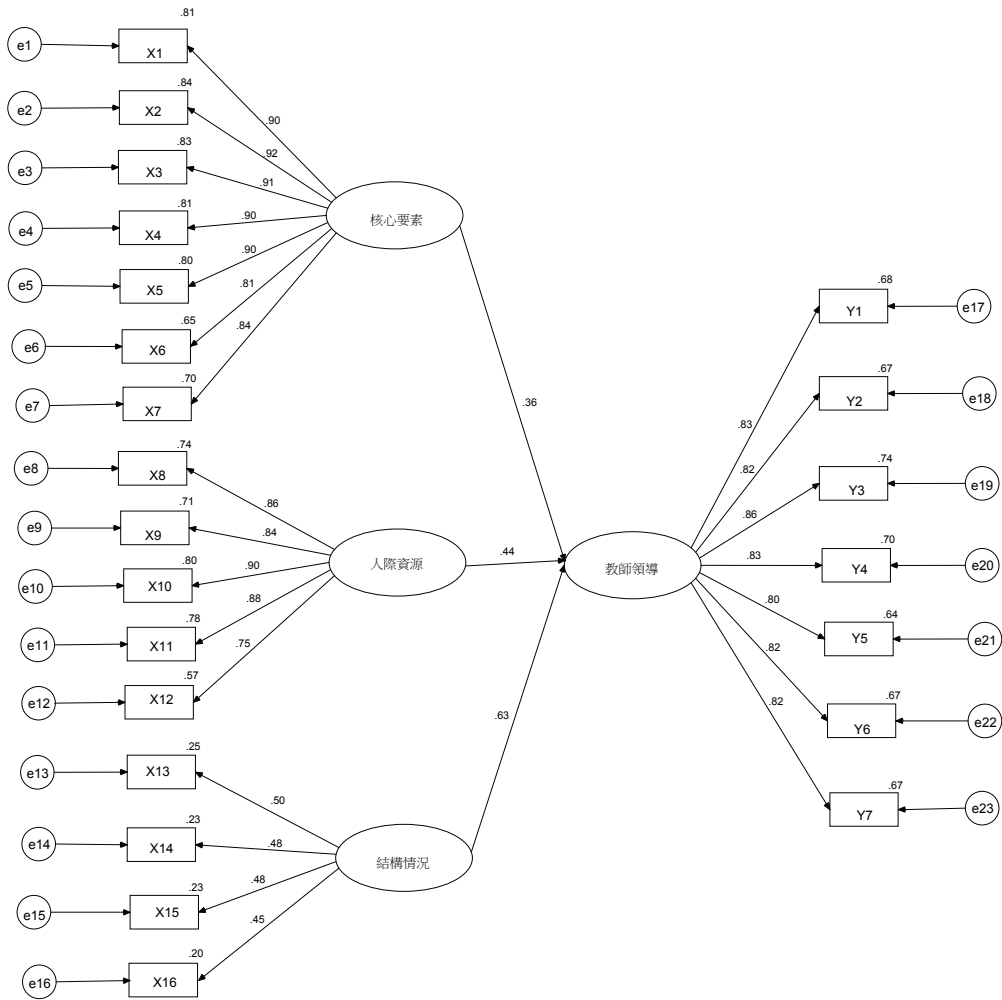 .81
e1
X1
.84
e2
X2
.90
.83
.92
e3
X3
.91
.81
e4
X4
.90
核心要素
.80
.90
e5
X5
.81
.65
.84
e6
X6
.70
e7
X7
.36
.74
e8
X8
.86
.71
e9
X9
.84
.80
.90
人際資源
.44
e10
X10
.88
.78
e11
X11
.75
.57
e12
X12
.63
.25
e13
X13
.50
.23
e14
X14
.48
結構情況
.23
.48
e15
X15
.45
.20
e16
X16
教師領導
.68
Y1
e17
.83
.67
Y2
e18
.82
.74
Y3
e19
.86
.70
Y4
e20
.83
.64
Y5
e21
.80
.67
Y6
e22
.82
.67
Y7
e23
.82